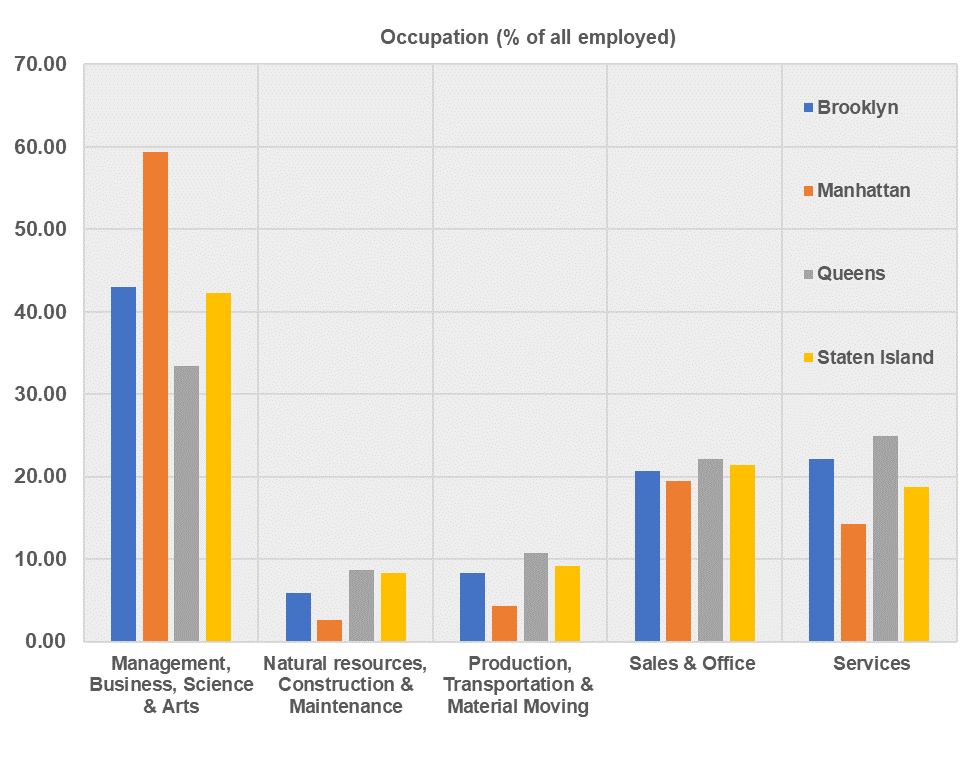 Occupation (% of all employed)
70.00
60.00
50.00
40.00
30.00
20.00
10.00
0.00
Brooklyn
Manhattan
Queens
Staten Island
Management,
Business, Science
& Arts
Natural resources,
Construction &
Maintenance
Production,
Transportation &
Material Moving
Sales & Office
Services